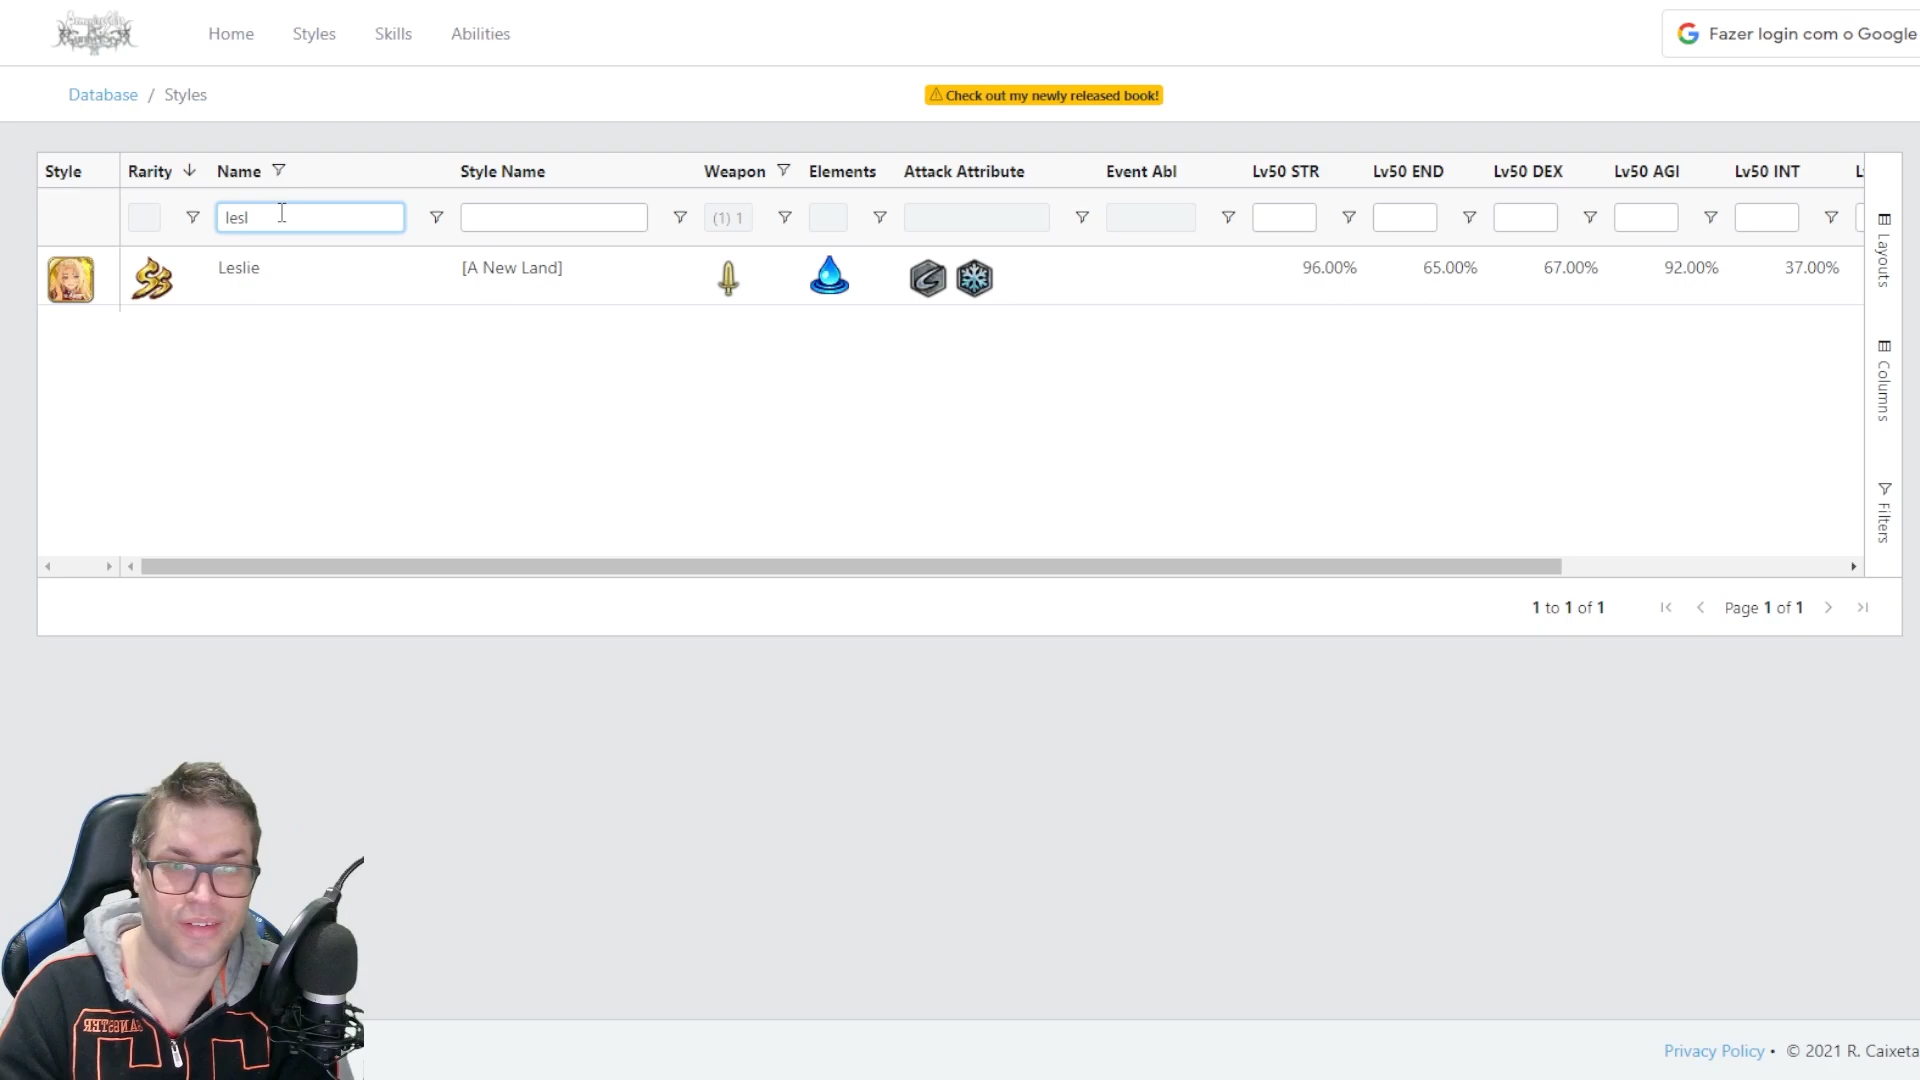 Home Styles Skills Abilities
Fazer login com o Google
Database / Styles
Check out my newly released book!
Style Rarity Name Style Name Weapon Elements Attack Attribute Event Abl Lv50 STR Lv50 END Lv50 DEX Lv50 AGI Lv50 INT L
lesl (1) 1
Leslie [A New Land] 96.00% 65.00% 67.00% 92.00% 37.00%
Layouts
Columns
Filters
1 to 1 of 1 Page 1 of 1
Privacy Policy • © 2021 R. Caixeta